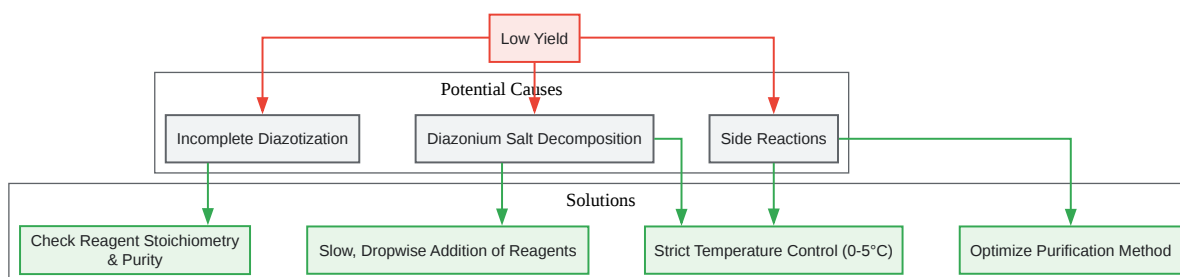 Low Yield
Potential Causes
Incomplete Diazotization
Diazonium Salt Decomposition
Side Reactions
Solutions
Check Reagent Stoichiometry
& Purity
Slow, Dropwise Addition of Reagents
Strict Temperature Control (0-5°C)
Optimize Purification Method